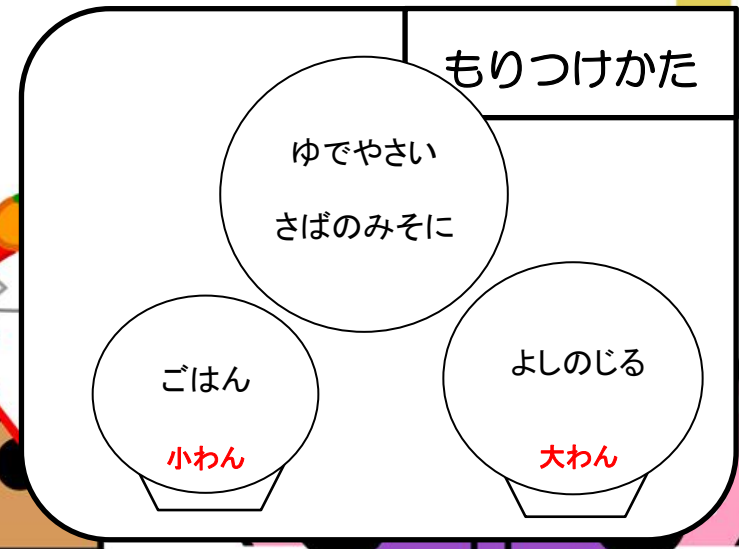 もりつけかた
ゆでやさい
さばのみそに
ごはん
小わん
よしのじる
大わん